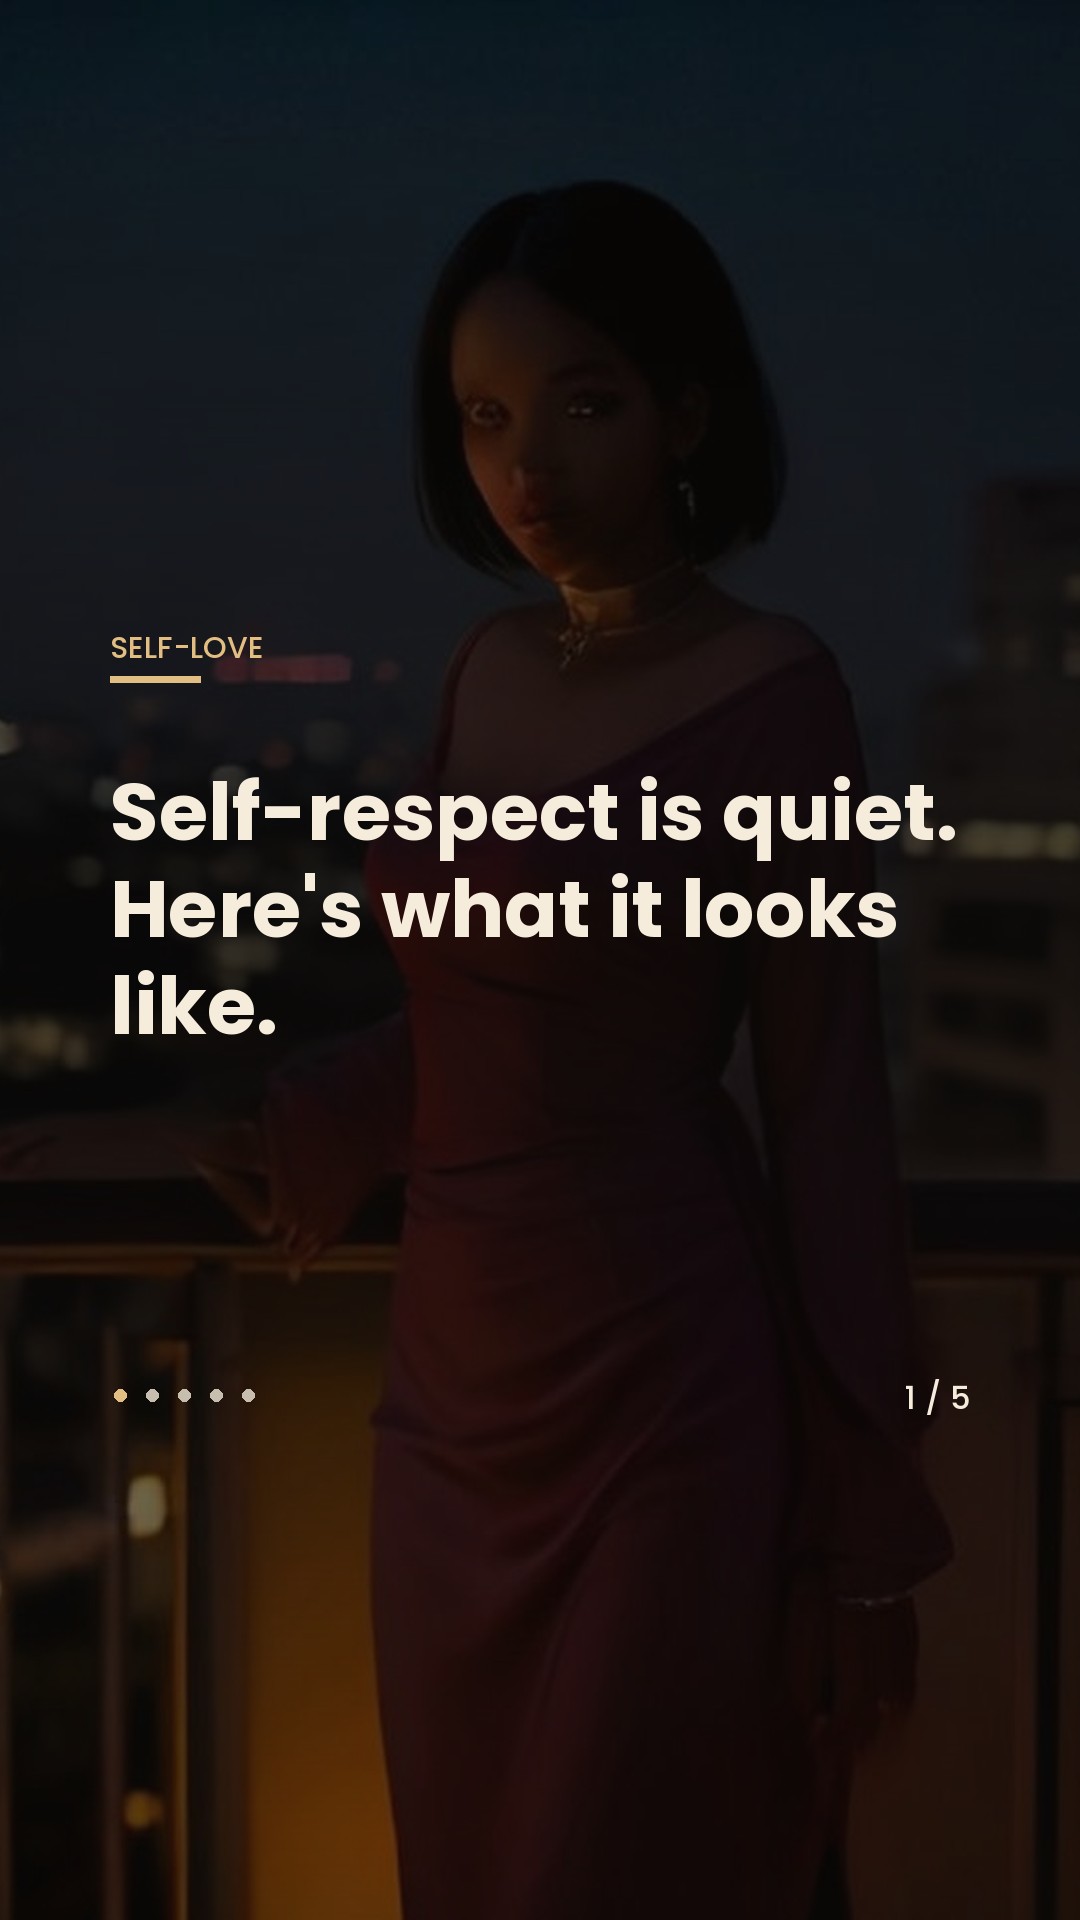 SELF-LOVE
Self-respect is quiet.
Here's what it looks
like.
1 / 5